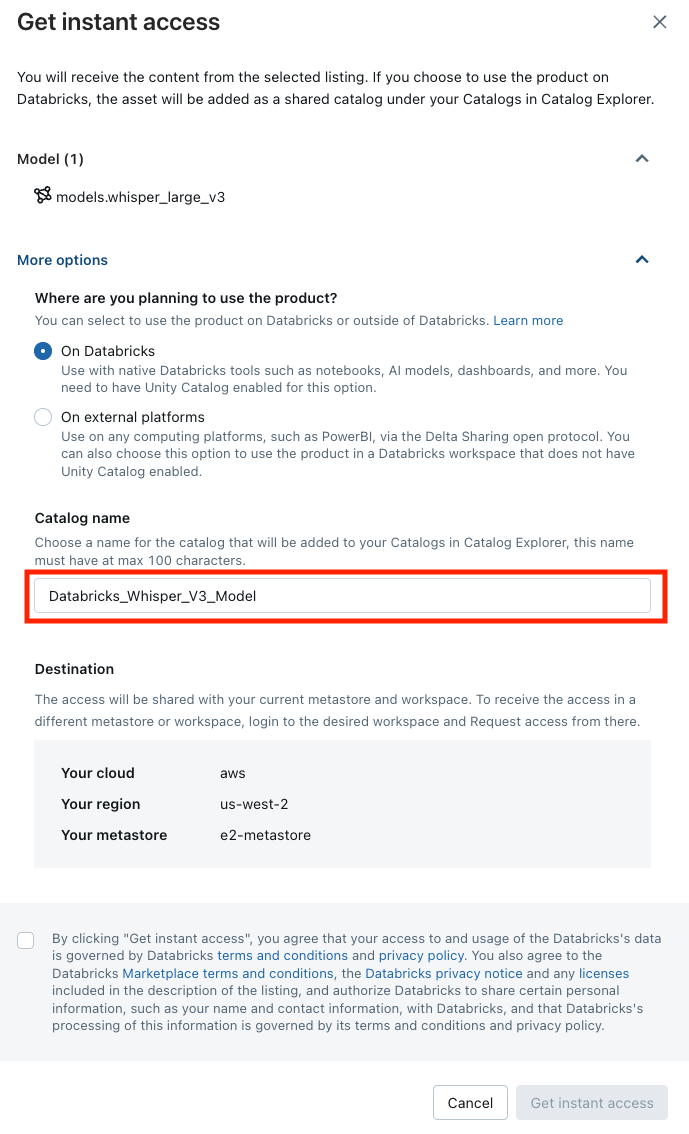 Get instant access
You will receive the content from the selected listing. If you choose to use the product on
Databricks, the asset will be added as a shared catalog under your Catalogs in Catalog Explorer.
Model (1)
models.whisper_large_v3
More options
Where are you planning to use the product?
You can select to use the product on Databricks or outside of Databricks. Learn more
On Databricks
Use with native Databricks tools such as notebooks, AI models, dashboards, and more. You
need to have Unity Catalog enabled for this option.
On external platforms
Use on any computing platforms, such as PowerBI, via the Delta Sharing open protocol. You
can also choose this option to use the product in a Databricks workspace that does not have
Unity Catalog enabled.
Catalog name
Choose a name for the catalog that will be added to your Catalogs in Catalog Explorer, this name
must have at max 100 characters.
Databricks_Whisper_V3_Model
Destination
The access will be shared with your current metastore and workspace. To receive the access in a
different metastore or workspace, login to the desired workspace and Request access from there.
Your cloud aws
Your region us-west-2
Your metastore e2-metastore
By clicking "Get instant access", you agree that your access to and usage of the Databricks's data
is governed by Databricks terms and conditions and privacy policy. You also agree to the
Databricks Marketplace terms and conditions, the Databricks privacy notice and any licenses
included in the description of the listing, and authorize Databricks to share certain personal
information, such as your name and contact information, with Databricks, and that Databricks's
processing of this information is governed by its terms and conditions and privacy policy.
Cancel Get instant access